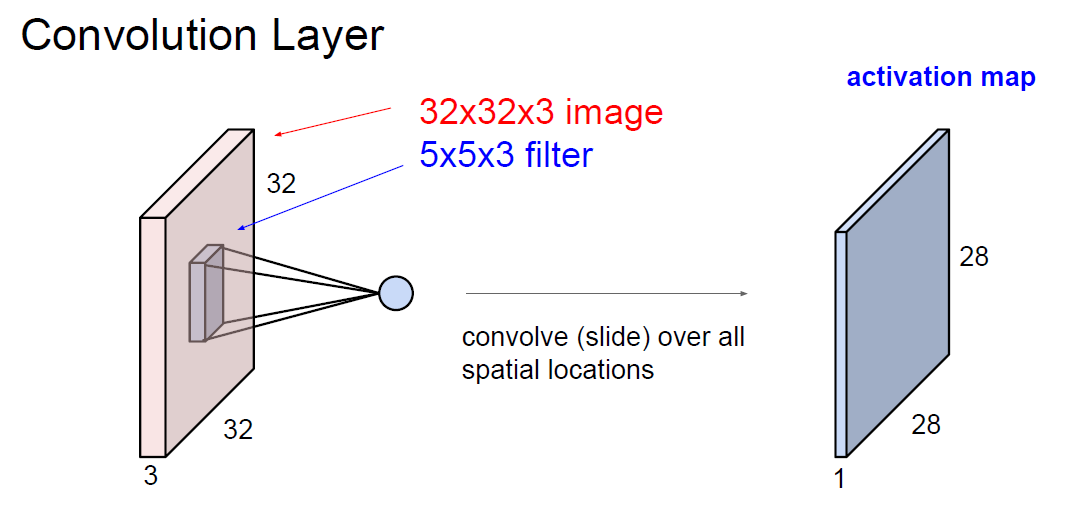 Convolution Layer
activation map
32x32x3 image
5x5x3 filter
32
32
3
convolve (slide) over all
spatial locations
28
28
1